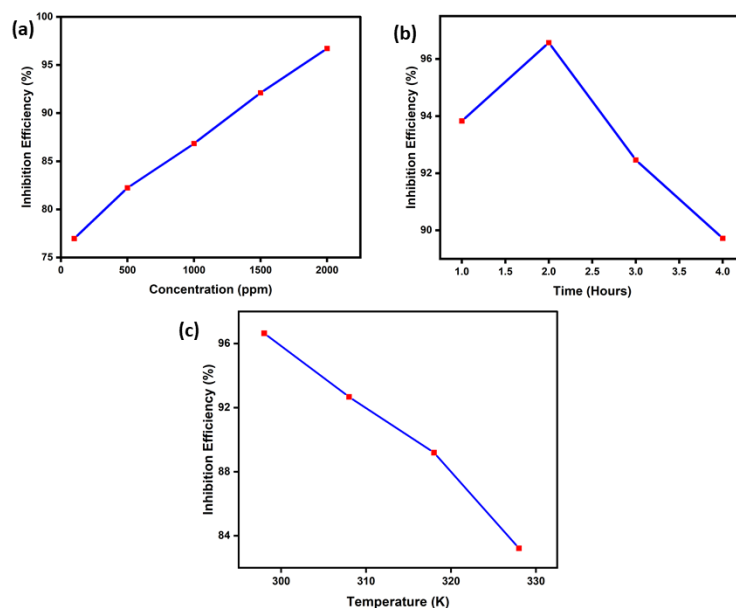 (a)
Inhibition Efficiency (%)
100
95
90
85
80
75
0 500 1000 1500 2000
Concentration (ppm)
(b)
Inhibition Efficiency (%)
96
94
92
90
1.0 1.5 2.0 2.5 3.0 3.5 4.0
Time (Hours)
(c)
Inhibition Efficiency (%)
96
92
88
84
300 310 320 330
Temperature (K)